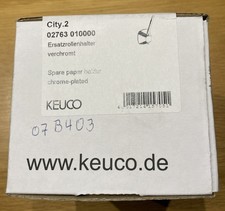 City.2
02763 010000
Ersatzrollenhalter
verchromt
Spare paper holder
chrome-plated
KEUCO
07 B403
www.keuco.de